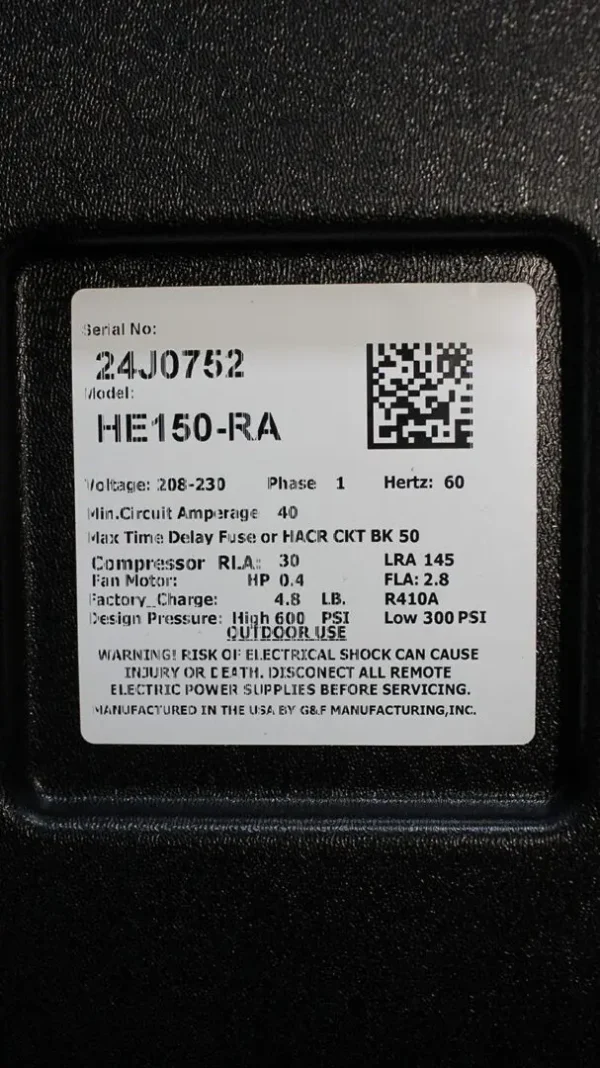 Serial No:
24J0752
Model:
HE150-RA
Voltage: 208-230 Phase 1 Hertz: 60
Min.Circuit Amperage 40
Max Time Delay Fuse or HACR CKT BK 50
Compressor RLA: 30 LRA 145
Fan Motor: HP 0.4 FLA: 2.8
Factory_Charge: 4.8 LB. R410A
Design Pressure: High 600 PSI Low 300 PSI
OUTDOOR USE
WARNING! RISK OF ELECTRICAL SHOCK CAN CAUSE
INJURY OR DEATH. DISCONECT ALL REMOTE
ELECTRIC POWER SUPPLIES BEFORE SERVICING.
MANUFACTURED IN THE USA BY G&F MANUFACTURING,INC.